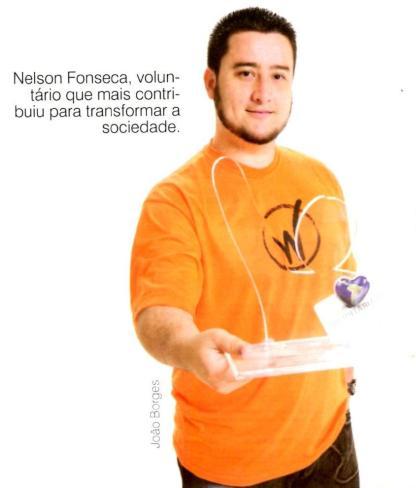 Nelson Fonseca, volun-
tário que mais contri-
buiu para transformar a
sociedade.
João Borges